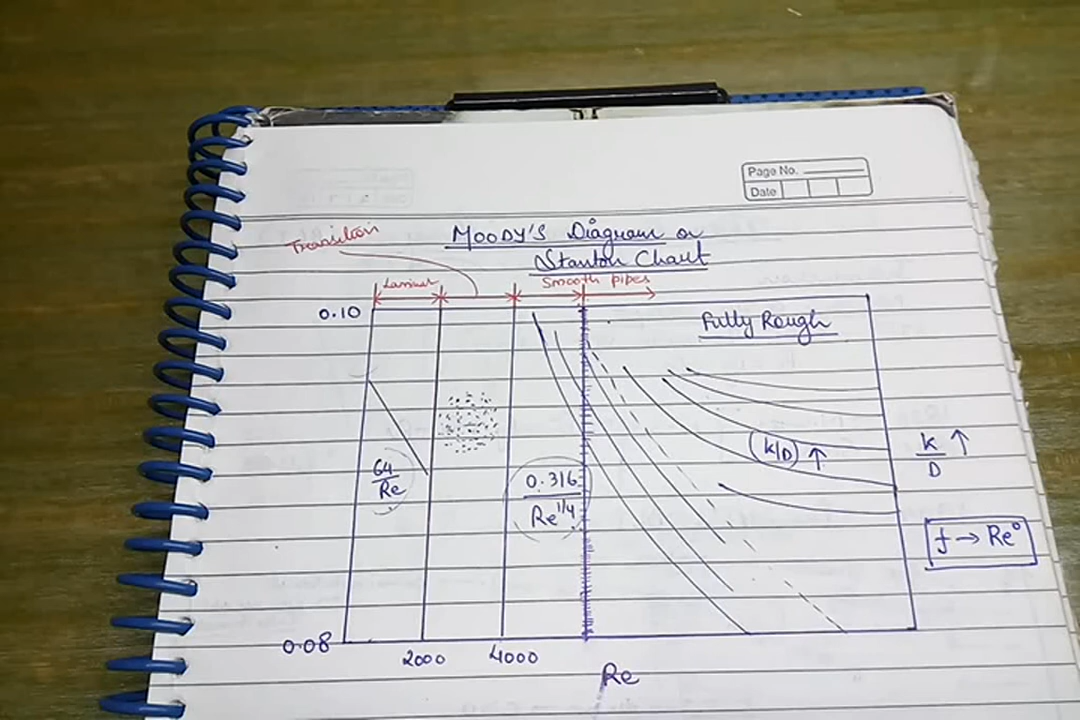 Page No.
Date
MOODY'S Diagram or
Stanton Chart
Transition
Laminar
Smooth pipes
0.10
Fully Rough
k/D ↑
k/D ↑
64/Re
0.316/Re^1/4
f → Re°
0.08
2000
4000
Re